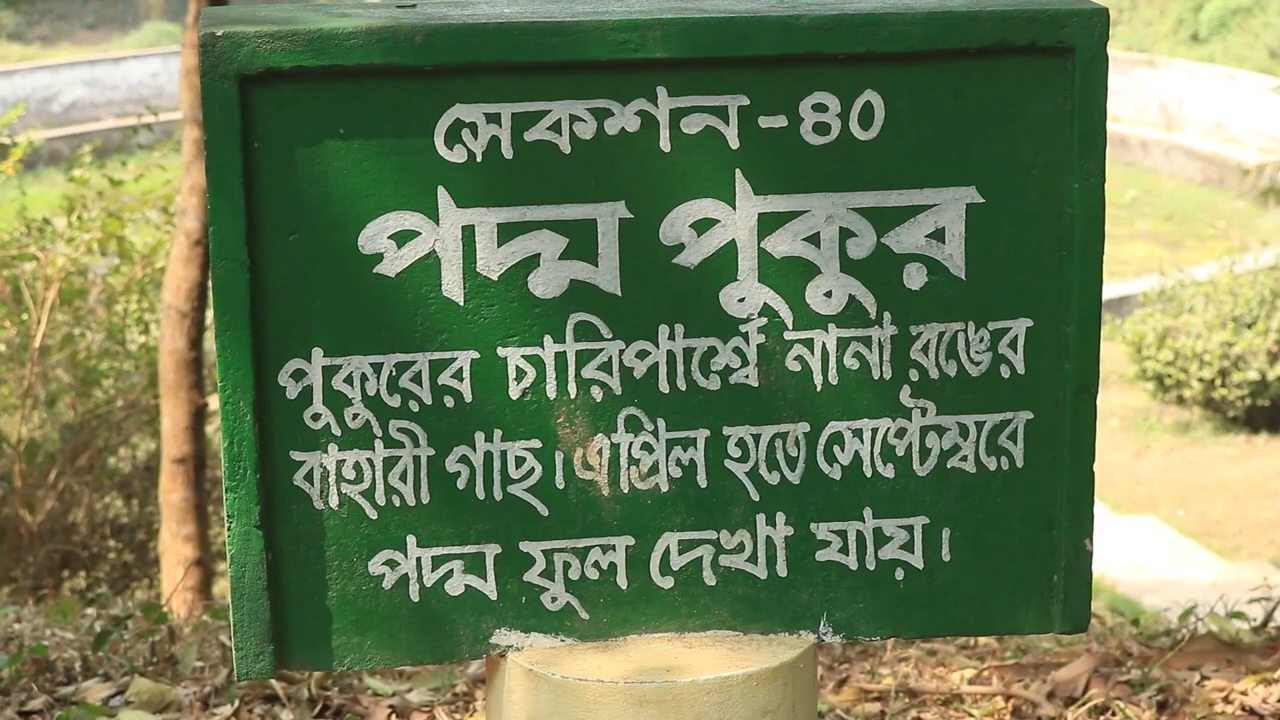 সেকশন-৪০
পদ্ম পুকুর
পুকুরের চারিপার্শ্বে নানা রঙের
বাহারী গাছ। এপ্রিল হতে সেপ্টেম্বরে
পদ্ম ফুল দেখা যায়।